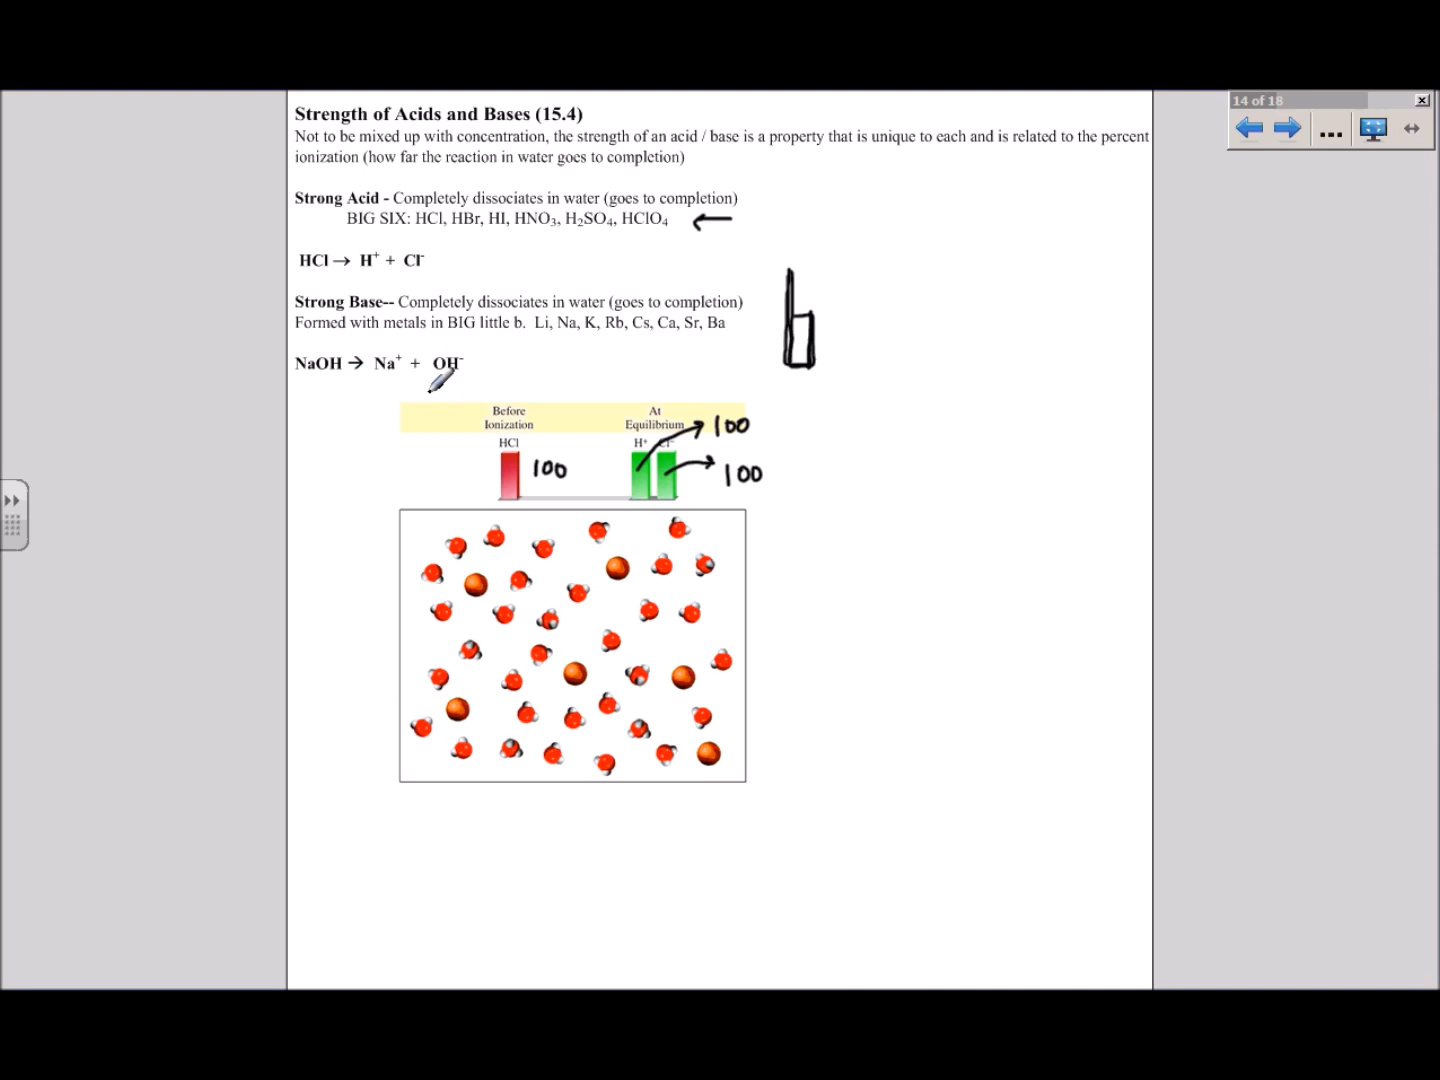 14 of 18
Strength of Acids and Bases (15.4)
Not to be mixed up with concentration, the strength of an acid / base is a property that is unique to each and is related to the percent
ionization (how far the reaction in water goes to completion)
Strong Acid - Completely dissociates in water (goes to completion)
BIG SIX: HCl, HBr, HI, HNO₃, H₂SO₄, HClO₄
HCl → H⁺ + Cl⁻
Strong Base-- Completely dissociates in water (goes to completion)
Formed with metals in BIG little b. Li, Na, K, Rb, Cs, Ca, Sr, Ba
NaOH → Na⁺ + OH⁻
Before
Ionization
At
Equilibrium
100
HCl
H⁺ Cl⁻
100
100